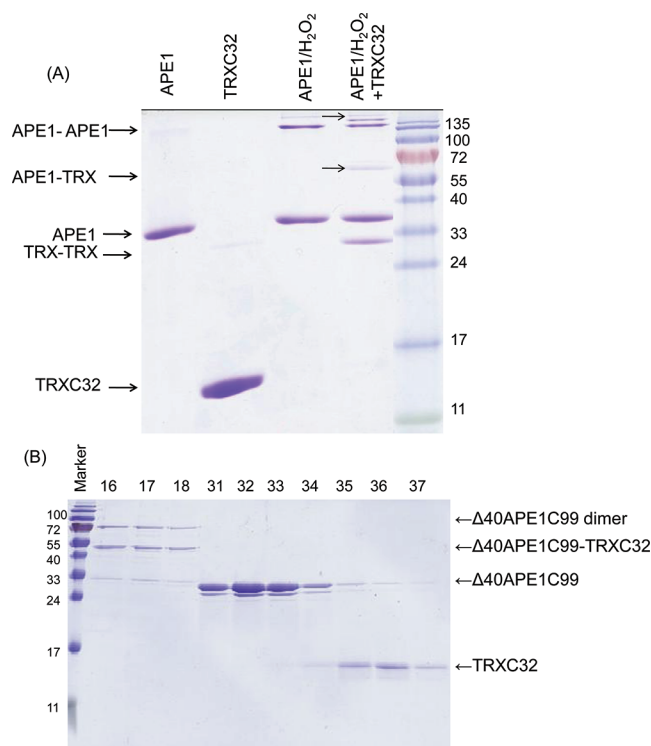 (A)
APE1
TRXC32
APE1/H₂O₂
APE1/H₂O₂
+TRXC32
APE1- APE1
APE1-TRX
APE1
TRX-TRX
TRXC32
135
100
72
55
40
33
24
17
11
(B)
Marker
16 17 18 31 32 33 34 35 36 37
100
72
55
40
33
24
17
11
←Δ40APE1C99 dimer
←Δ40APE1C99-TRXC32
←Δ40APE1C99
←TRXC32